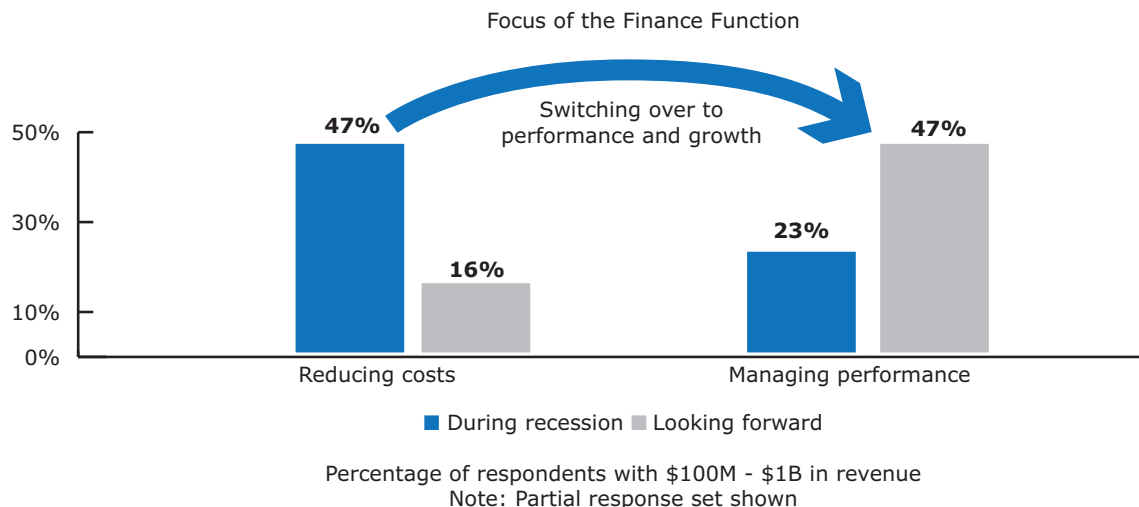 Focus of the Finance Function
Switching over to
performance and growth
50%
30%
10%
0%
47%
16%
23%
47%
Reducing costs
Managing performance
During recession
Looking forward
Percentage of respondents with $100M - $1B in revenue
Note: Partial response set shown